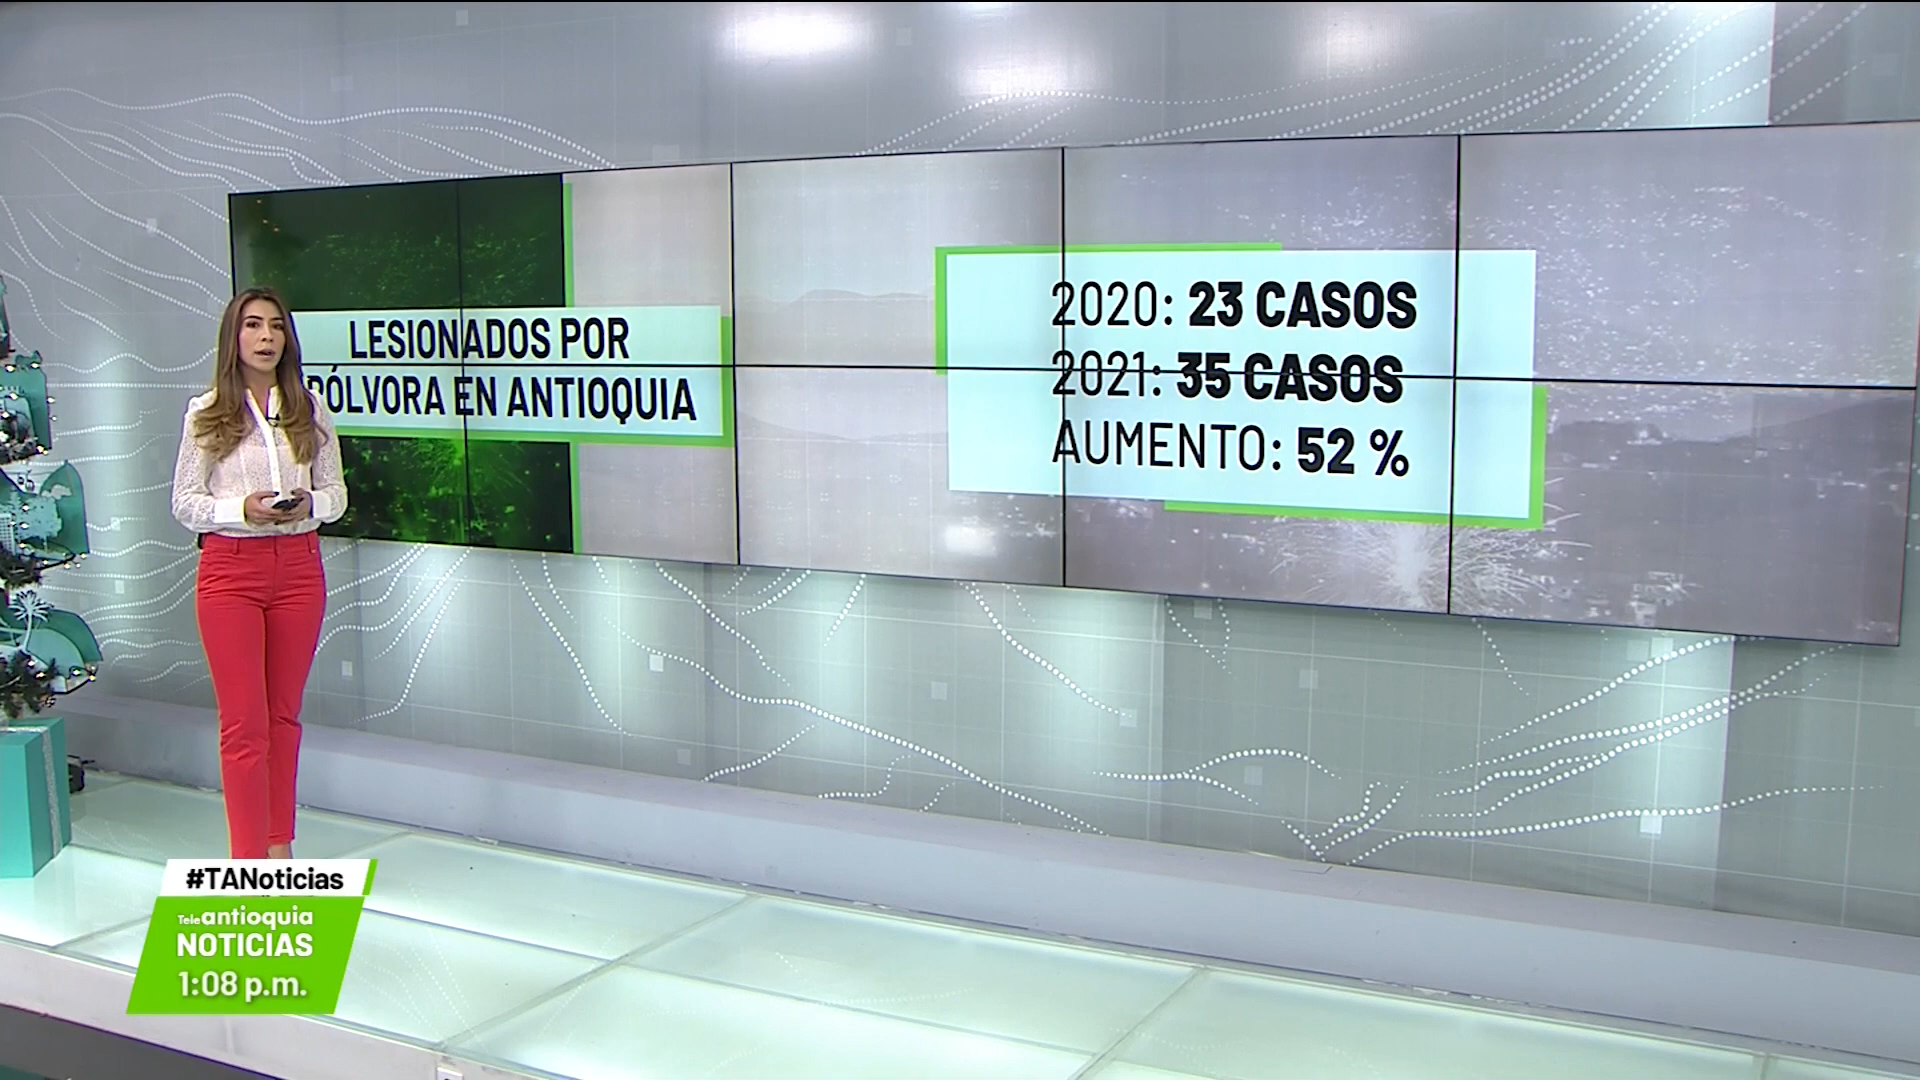 LESIONADOS POR
PÓLVORA EN ANTIOQUIA
2020: 23 CASOS
2021: 35 CASOS
AUMENTO: 52 %
#TANoticias
Teleantioquia
NOTICIAS
1:08 p.m.